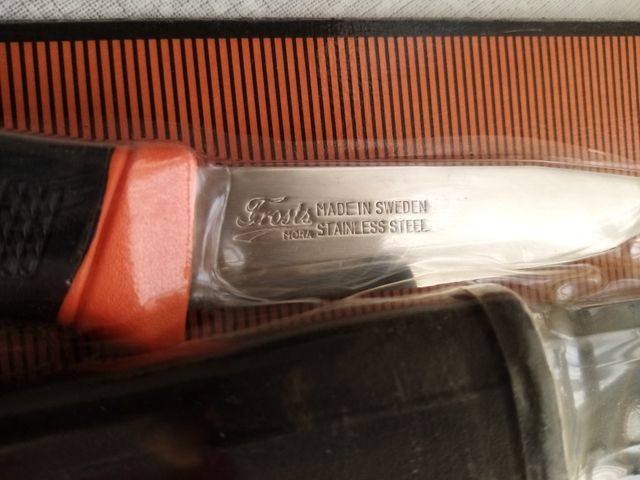 Frosts MADE IN SWEDEN
MORA STAINLESS STEEL